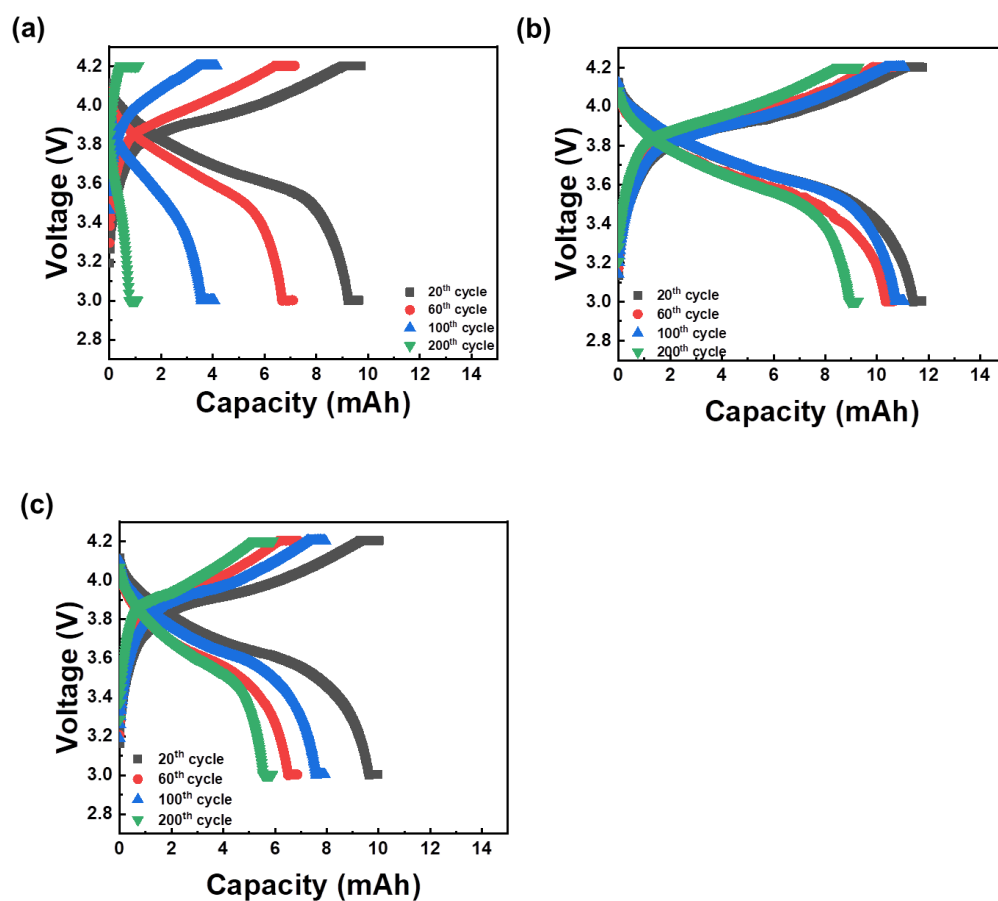 (a)
4.2
4.0
3.8
3.6
3.4
3.2
3.0
2.8
Voltage (V)
20th cycle
60th cycle
100th cycle
200th cycle
0 2 4 6 8 10 12 14
Capacity (mAh)
(b)
4.2
4.0
3.8
3.6
3.4
3.2
3.0
2.8
Voltage (V)
20th cycle
60th cycle
100th cycle
200th cycle
0 2 4 6 8 10 12 14
Capacity (mAh)
(c)
4.2
4.0
3.8
3.6
3.4
3.2
3.0
2.8
Voltage (V)
20th cycle
60th cycle
100th cycle
200th cycle
0 2 4 6 8 10 12 14
Capacity (mAh)